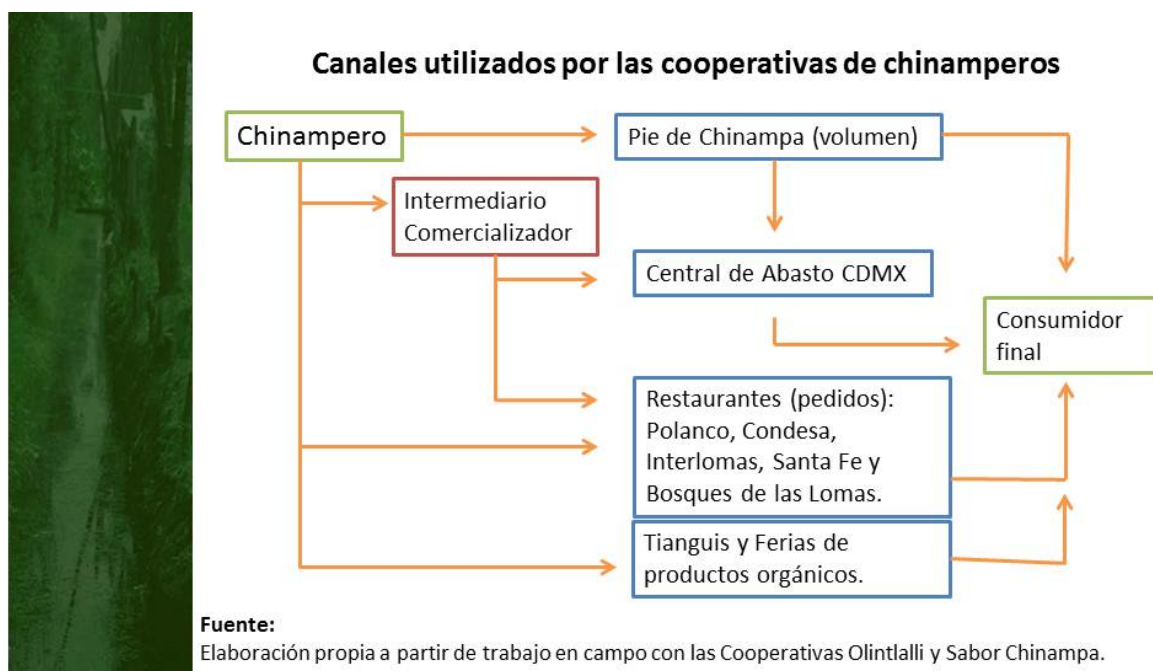 Canales utilizados por las cooperativas de chinamperos
Chinampero
Pie de Chinampa (volumen)
Intermediario
Comercializador
Central de Abasto CDMX
Consumidor
final
Restaurantes (pedidos):
Polanco, Condesa,
Interlomas, Santa Fe y
Bosques de las Lomas.
Tianguis y Ferias de
productos orgánicos.
Fuente:
Elaboración propia a partir de trabajo en campo con las Cooperativas Olintlalli y Sabor Chinampa.